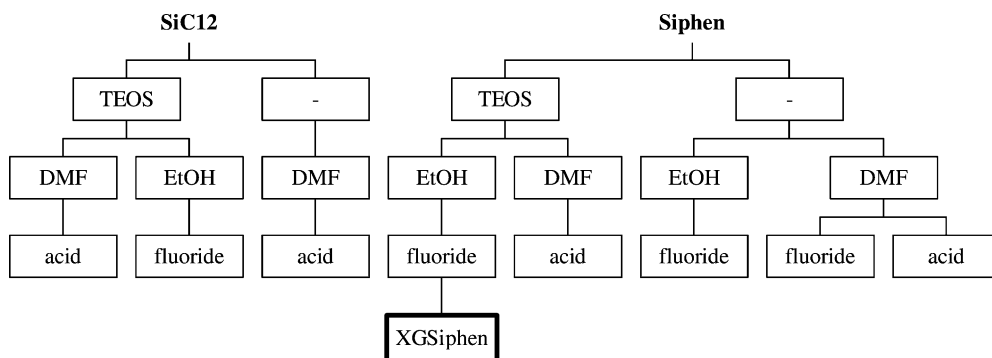 SiC12 Siphen
TEOS - TEOS -
DMF EtOH DMF EtOH DMF EtOH DMF
acid fluoride acid fluoride acid fluoride fluoride acid
XGSiphen